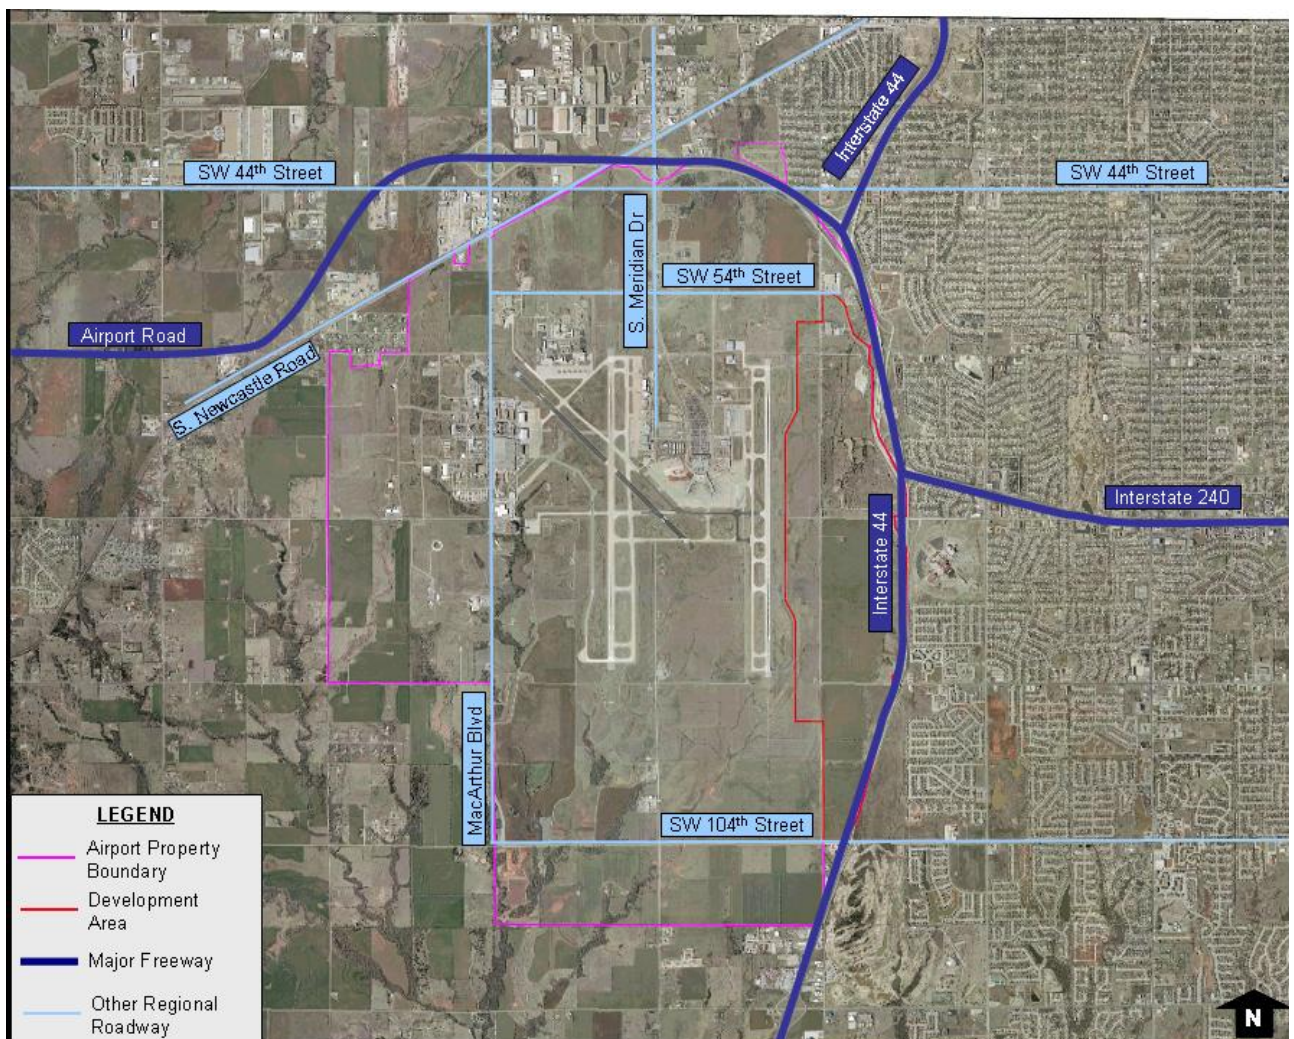 Interstate 44
SW 44th Street
SW 44th Street
S. Meridian Dr
SW 54th Street
Airport Road
S. Newcastle Road
Interstate 240
Interstate 44
MacArthur Blvd
SW 104th Street
LEGEND
Airport Property
Boundary
Development
Area
Major Freeway
Other Regional
Roadway
N